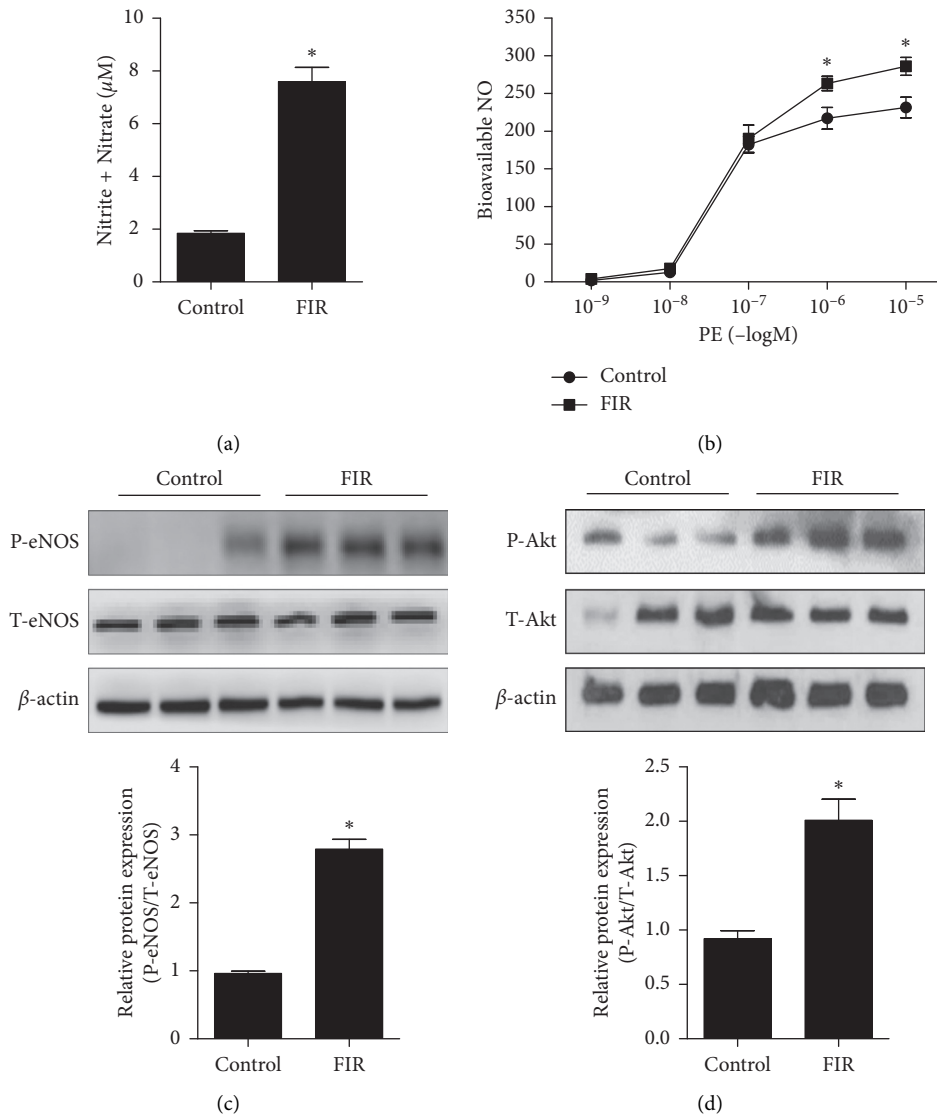 Nitrite + Nitrate (μM)
10
8
6
4
2
0
*
Control
FIR
(a)
Bioavailable NO
350
300
250
200
150
100
50
0
*
*
10⁻⁹
10⁻⁸
10⁻⁷
10⁻⁶
10⁻⁵
PE (–logM)
Control
FIR
(b)
Control
FIR
P-eNOS
T-eNOS
β-actin
Relative protein expression
(P-eNOS/T-eNOS)
4
3
2
1
0
*
Control
FIR
(c)
Control
FIR
P-Akt
T-Akt
β-actin
Relative protein expression
(P-Akt/T-Akt)
2.5
2.0
1.5
1.0
0.5
0.0
*
Control
FIR
(d)